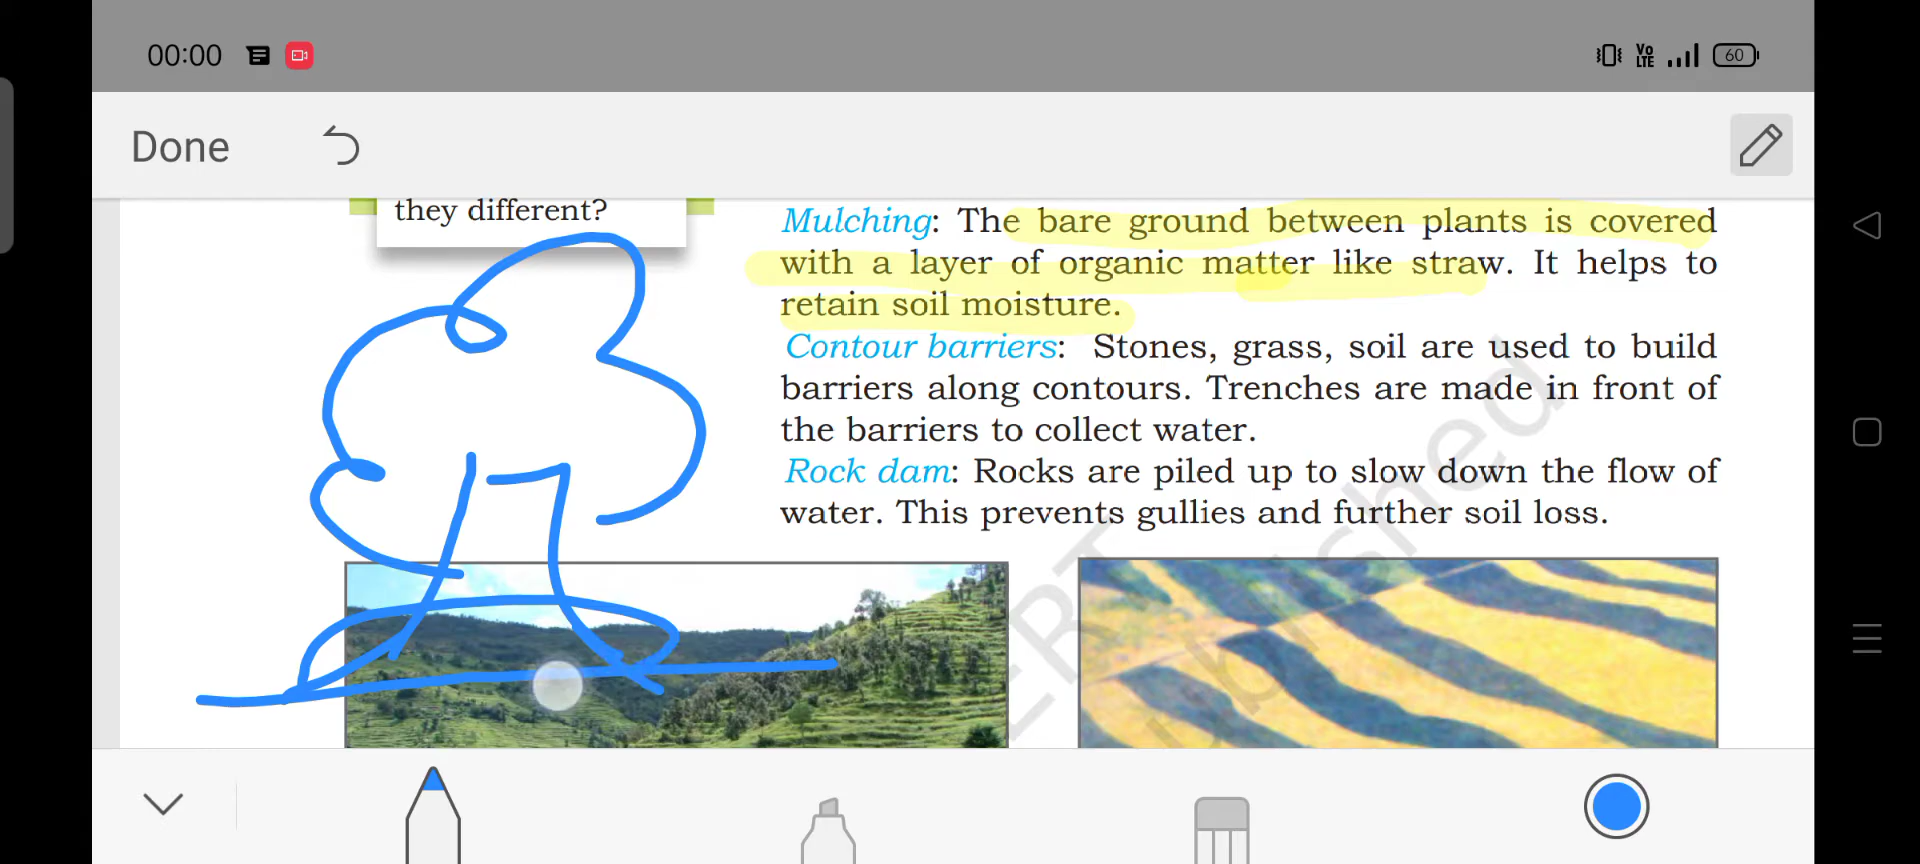 00:00
Vo
LTE
60
Done
they different?
Mulching: The bare ground between plants is covered
with a layer of organic matter like straw. It helps to
retain soil moisture.
Contour barriers: Stones, grass, soil are used to build
barriers along contours. Trenches are made in front of
the barriers to collect water.
Rock dam: Rocks are piled up to slow down the flow of
water. This prevents gullies and further soil loss.